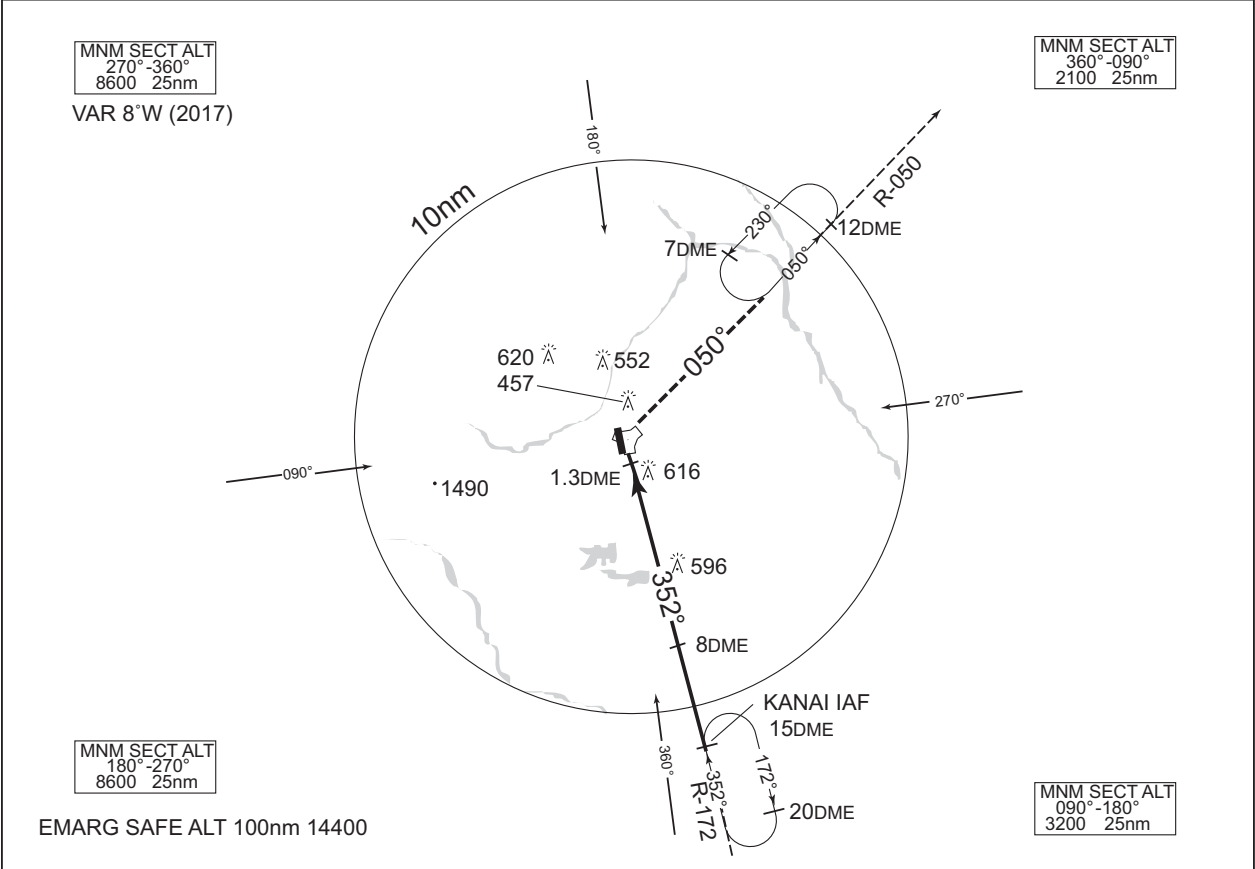 MNM SECT ALT
270°-360°
8600 25nm
VAR 8°W (2017)
MNM SECT ALT
360°-090°
2100 25nm
180°
10nm
R-050
12DME
230°
7DME
050°
050°
620
552
457
270°
090°
1.3DME
616
1490
596
352°
8DME
KANAI IAF
15DME
360°
352°
R-172
172°
20DME
MNM SECT ALT
180°-270°
8600 25nm
EMARG SAFE ALT 100nm 14400
MNM SECT ALT
090°-180°
3200 25nm